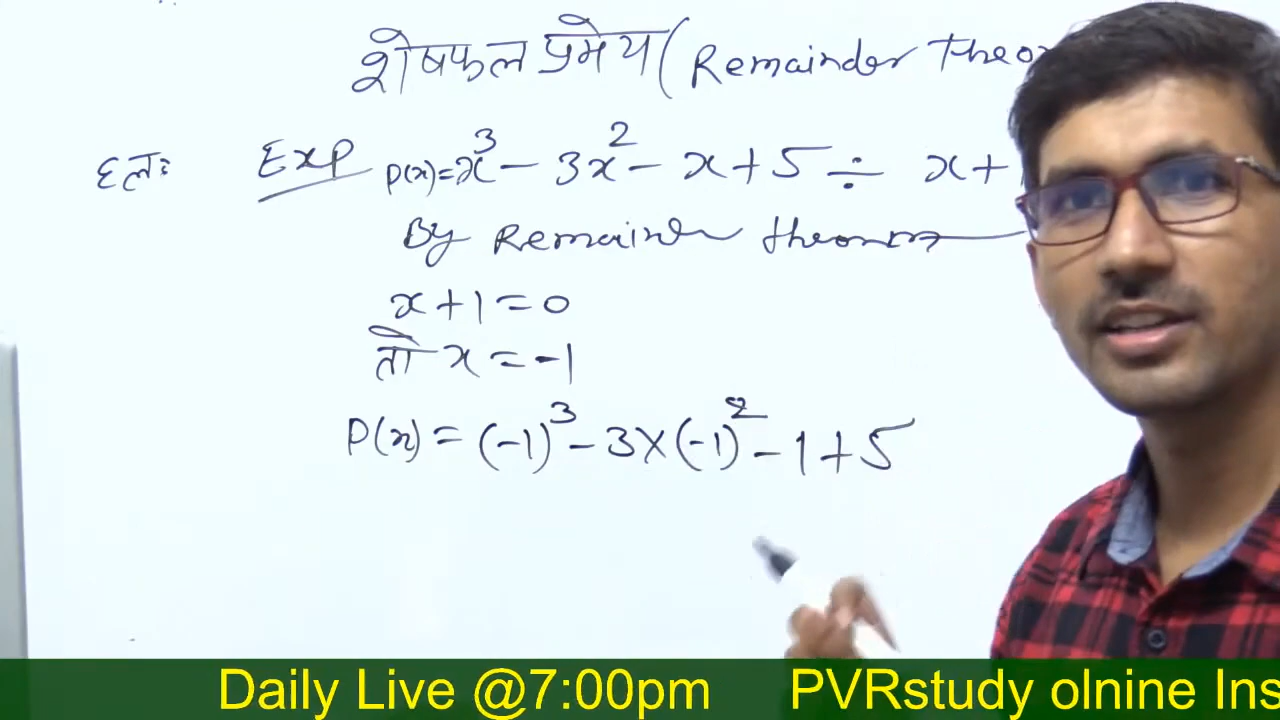 शेषफल प्रमेय (Remainder Theo
हल: Exp P(x)=x³ - 3x² - x + 5 ÷ x +
By Remainder theorem
x + 1 = 0
तो x = -1
P(x) = (-1)³ - 3×(-1)² - 1 + 5
Daily Live @7:00pm PVRstudy olnine Ins